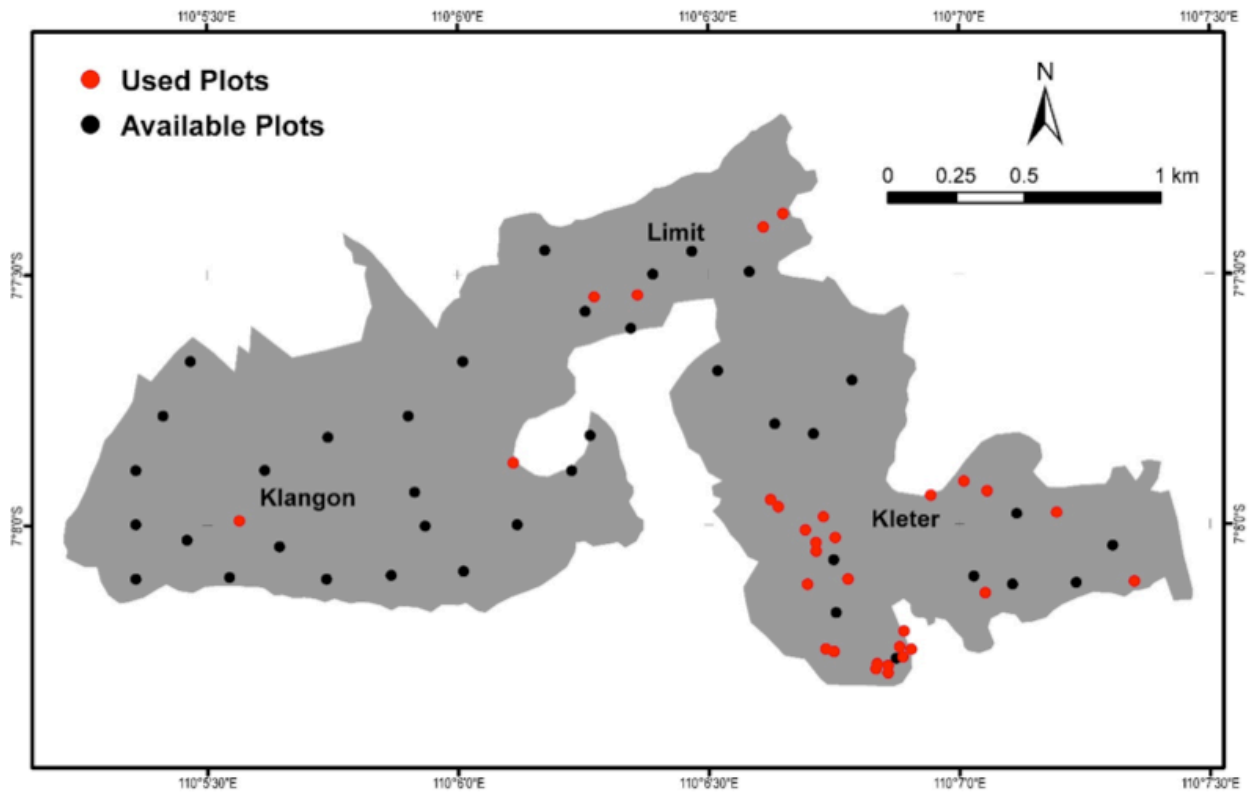 110°5'30"E 110°6'0"E 110°6'30"E 110°7'0"E 110°7'30"E
Used Plots
Available Plots
N
0 0.25 0.5 1 km
Limit
7°7'30"S 7°7'30"S
Klangon
Kleter
7°8'0"S 7°8'0"S
110°5'30"E 110°6'0"E 110°6'30"E 110°7'0"E 110°7'30"E